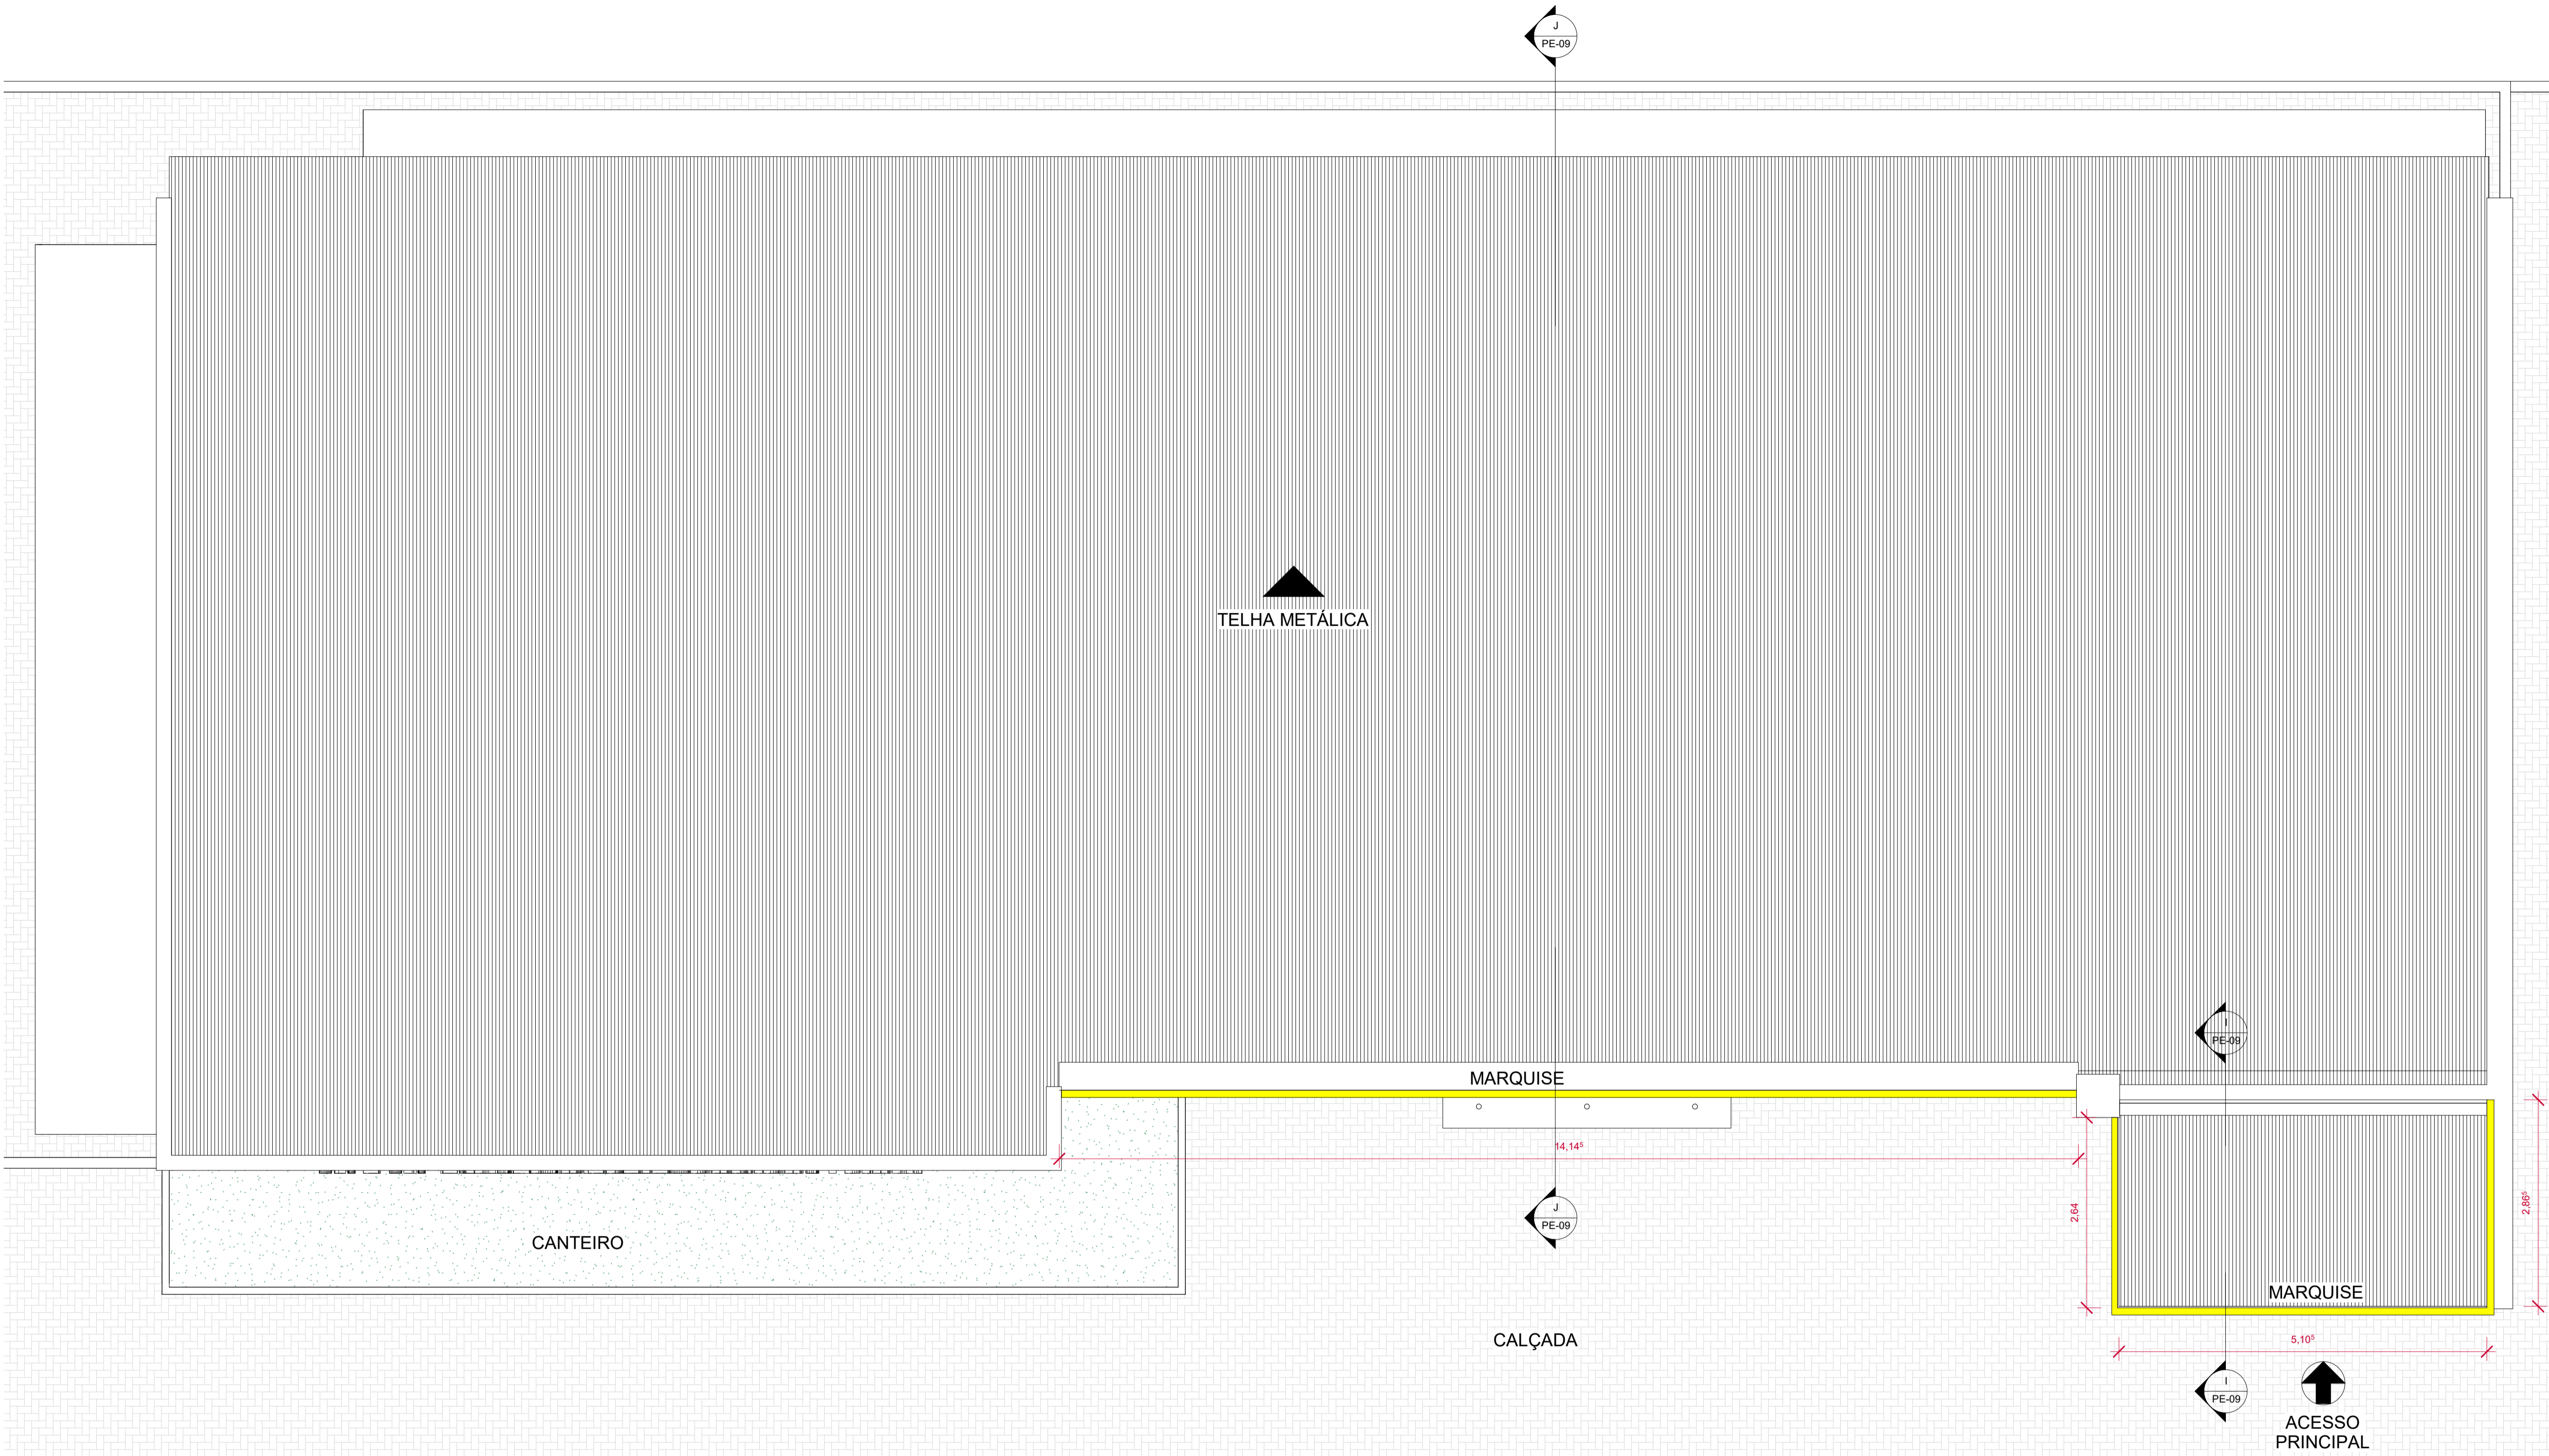 J
PE-09
TELHA METÁLICA
I
PE-09
MARQUISE
14,14⁵
2,64
2,86⁵
J
PE-09
CANTEIRO
MARQUISE
CALÇADA
5,10⁵
I
PE-09
ACESSO
PRINCIPAL